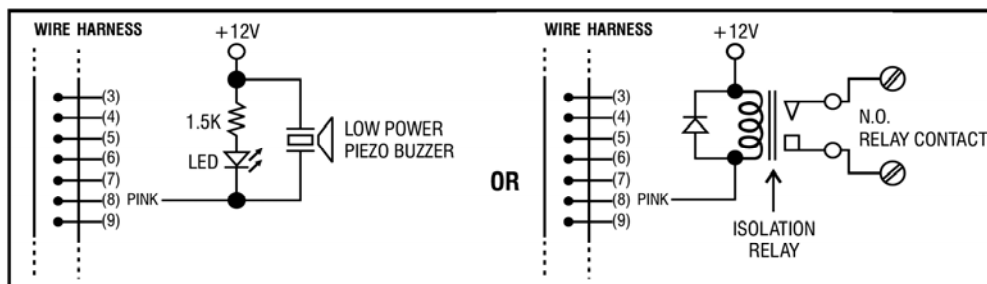 WIRE HARNESS
+12V
(3)
(4)
(5)
(6)
(7)
(8) PINK
(9)
1.5K
LED
LOW POWER
PIEZO BUZZER
OR
WIRE HARNESS
+12V
(3)
(4)
(5)
(6)
(7)
(8) PINK
(9)
N.O.
RELAY CONTACT
ISOLATION
RELAY